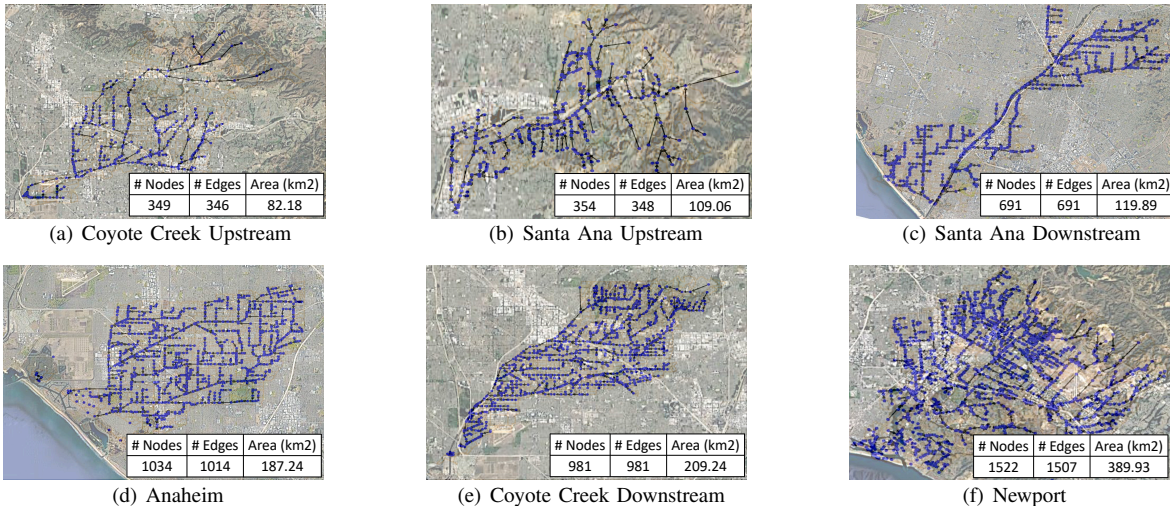 # Nodes # Edges Area (km2)
349 346 82.18
(a) Coyote Creek Upstream
# Nodes # Edges Area (km2)
354 348 109.06
(b) Santa Ana Upstream
# Nodes # Edges Area (km2)
691 691 119.89
(c) Santa Ana Downstream
# Nodes # Edges Area (km2)
1034 1014 187.24
(d) Anaheim
# Nodes # Edges Area (km2)
981 981 209.24
(e) Coyote Creek Downstream
# Nodes # Edges Area (km2)
1522 1507 389.93
(f) Newport